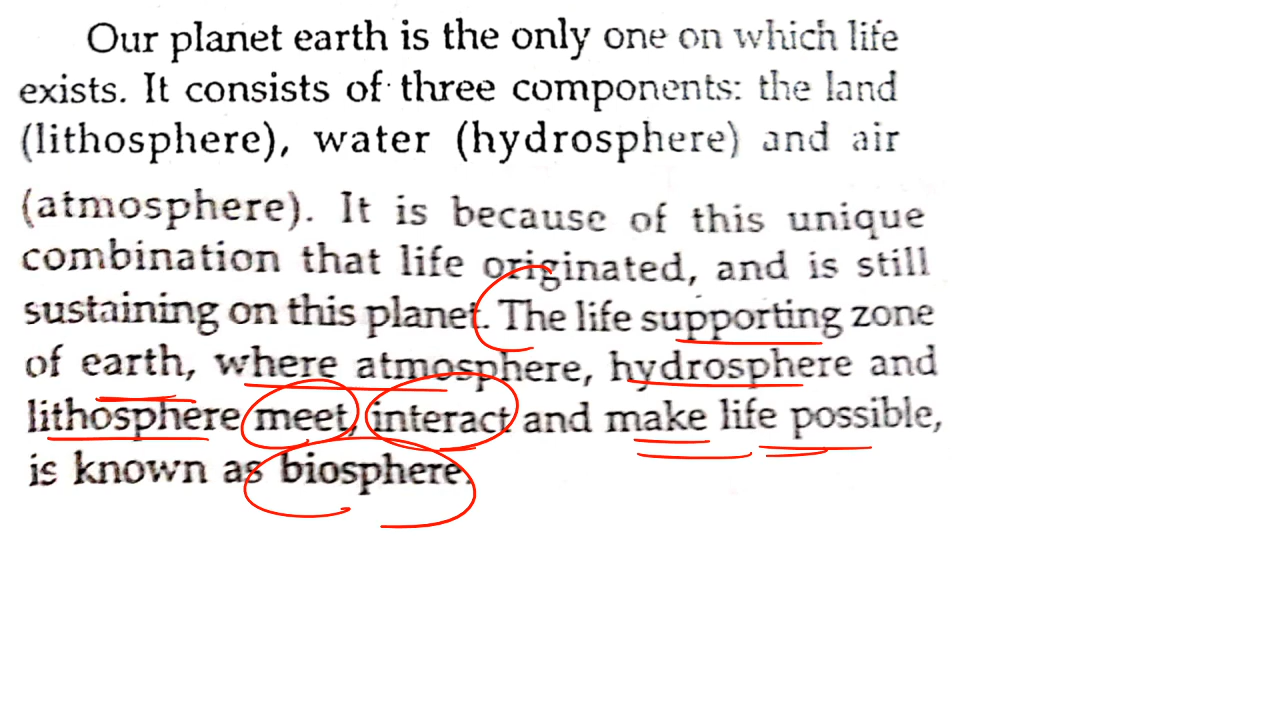 Our planet earth is the only one on which life
exists. It consists of three components: the land
(lithosphere), water (hydrosphere) and air
(atmosphere). It is because of this unique
combination that life originated, and is still
sustaining on this planet. The life supporting zone
of earth, where atmosphere, hydrosphere and
lithosphere meet, interact and make life possible,
is known as biosphere.